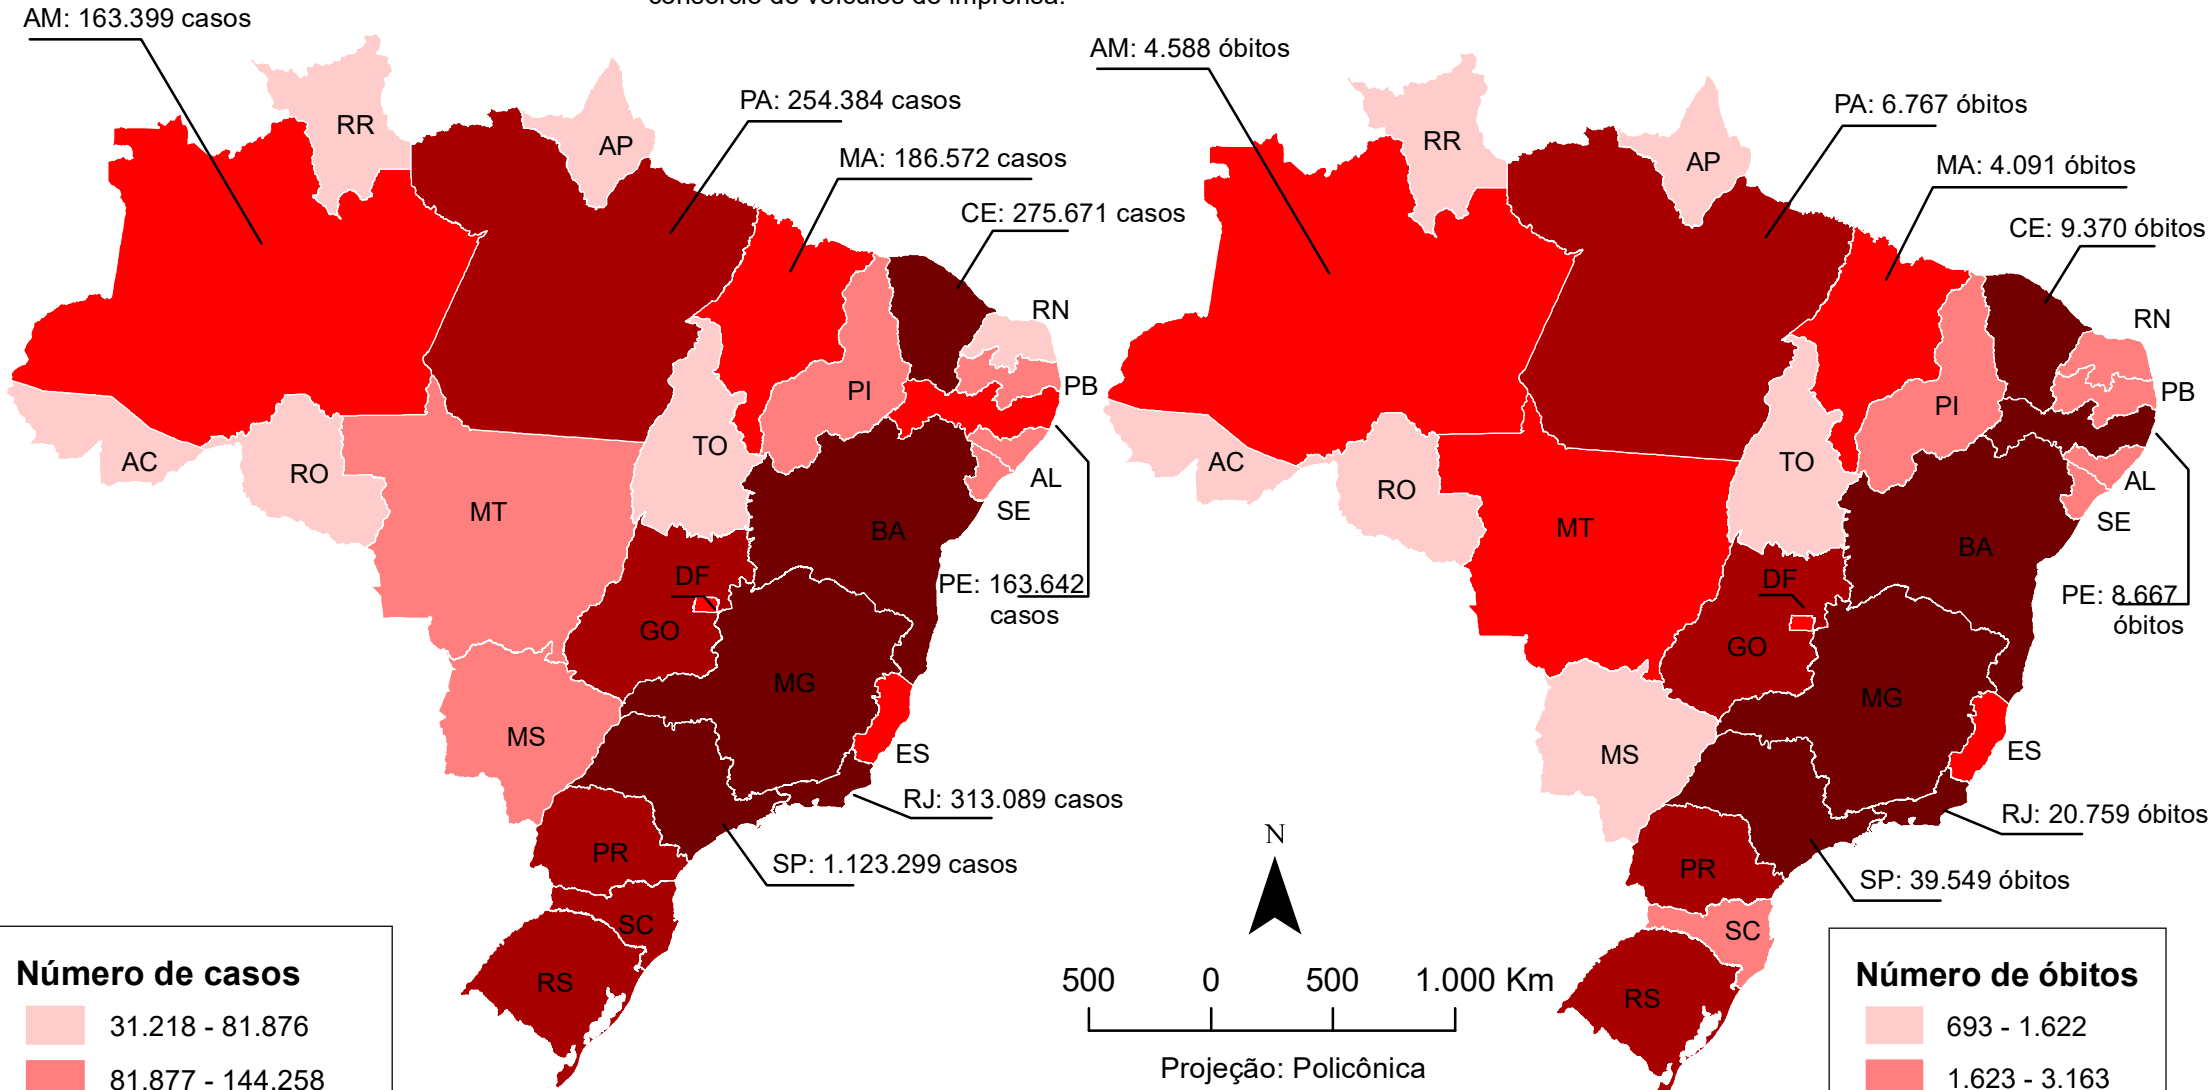 consórcio de veículos de imprensa.
AM: 163.399 casos
RR
AP
PA: 254.384 casos
MA: 186.572 casos
CE: 275.671 casos
RN
PB
PI
TO
AC
RO
MT
AL
SE
BA
DF
PE: 163.642
casos
GO
MG
MS
ES
RJ: 313.089 casos
SP: 1.123.299 casos
PR
SC
RS
Número de casos
31.218 - 81.876
81.877 - 144.258
AM: 4.588 óbitos
RR
AP
PA: 6.767 óbitos
MA: 4.091 óbitos
CE: 9.370 óbitos
RN
PB
PI
TO
AC
RO
MT
AL
SE
BA
DF
PE: 8.667
óbitos
GO
MG
MS
ES
RJ: 20.759 óbitos
SP: 39.549 óbitos
PR
SC
RS
N
500 0 500 1.000 Km
Projeção: Policônica
Número de óbitos
693 - 1.622
1.623 - 3.163